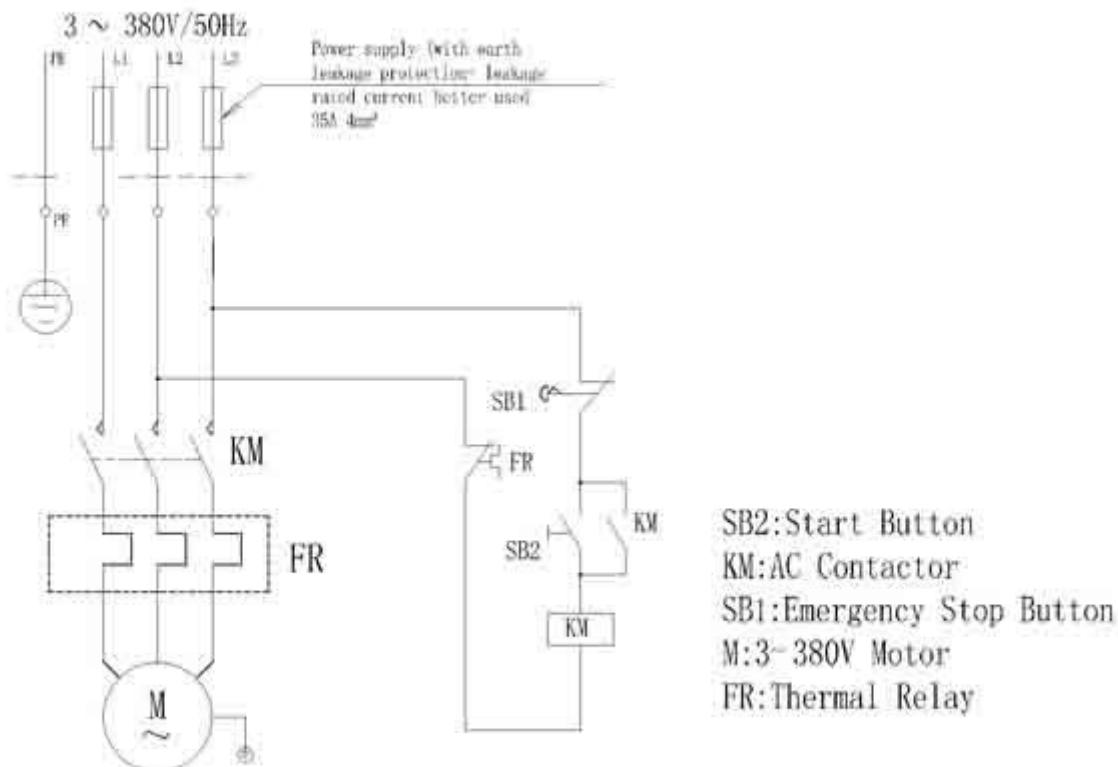 3 ~ 380V/50Hz
PE L1 L2 L3
Power supply (with earth
leakage protection- leakage
rated current better used
35A 4mm²
PE
SB1
KM
FR
KM
SB2
FR
KM
M
~
SB2:Start Button
KM:AC Contactor
SB1:Emergency Stop Button
M:3~380V Motor
FR:Thermal Relay